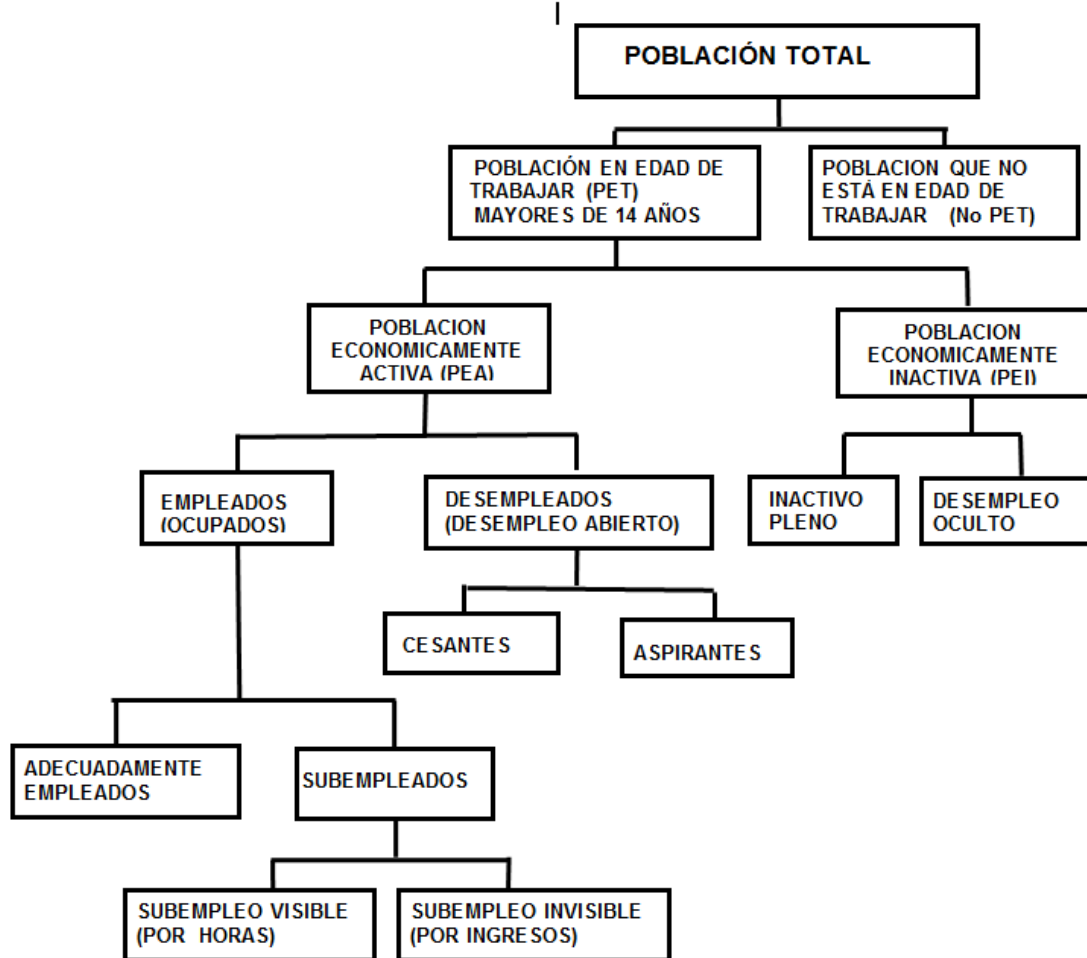 POBLACIÓN TOTAL
POBLACIÓN EN EDAD DE
TRABAJAR (PET)
MAYORES DE 14 AÑOS
POBLACION QUE NO
ESTÁ EN EDAD DE
TRABAJAR (No PET)
POBLACION
ECONOMICAMENTE
ACTIVA (PEA)
POBLACION
ECONOMICAMENTE
INACTIVA (PEI)
EMPLEADOS
(OCUPADOS)
DESEMPLEADOS
(DESEMPLEO ABIERTO)
INACTIVO
PLENO
DESEMPLEO
OCULTO
CESANTES
ASPIRANTES
ADECUADAMENTE
EMPLEADOS
SUBEMPLEADOS
SUBEMPLEO VISIBLE
(POR HORAS)
SUBEMPLEO INVISIBLE
(POR INGRESOS)